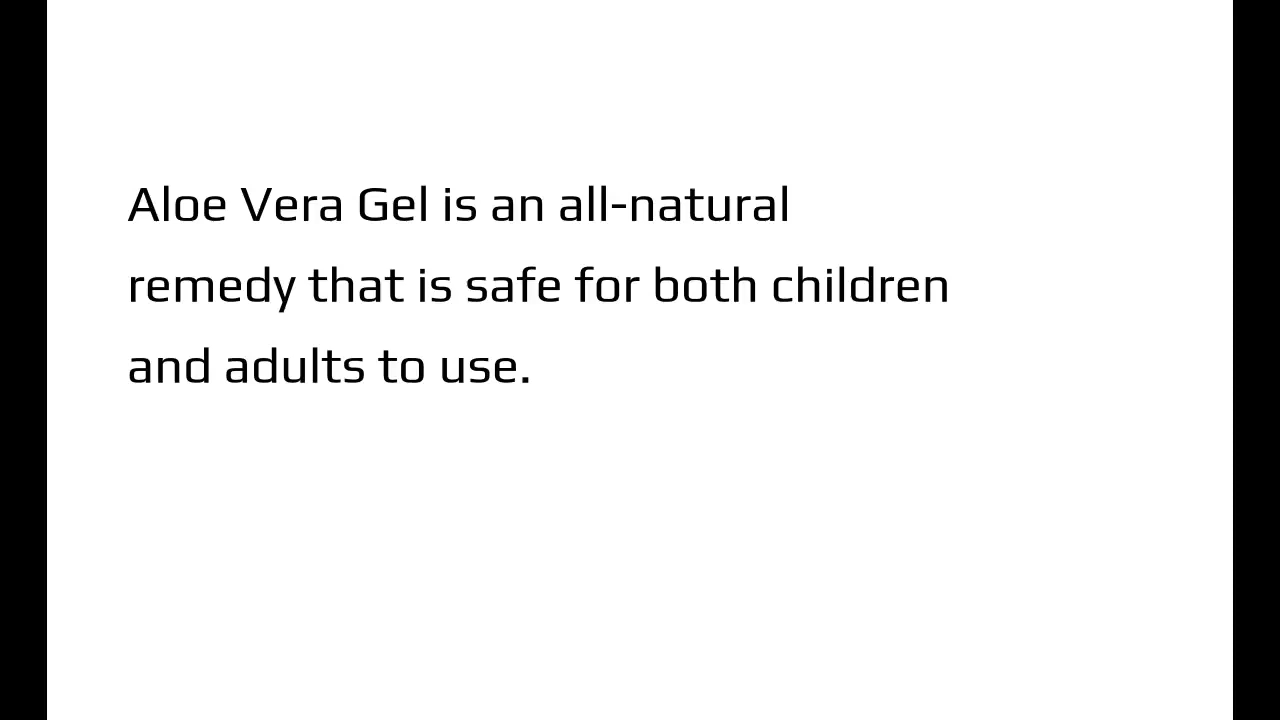 Aloe Vera Gel is an all-natural
remedy that is safe for both children
and adults to use.